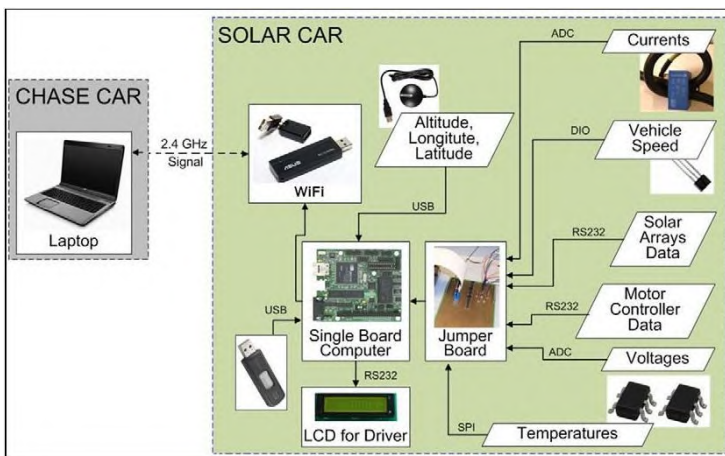 SOLAR CAR
CHASE CAR
Laptop
2.4 GHz
Signal
ASUS
WiFi
Altitude,
Longitute,
Latitude
USB
USB
Single Board
Computer
RS232
LCD for Driver
Jumper
Board
ADC
Currents
DIO
Vehicle
Speed
RS232
Solar
Arrays
Data
RS232
Motor
Controller
Data
ADC
Voltages
SPI
Temperatures